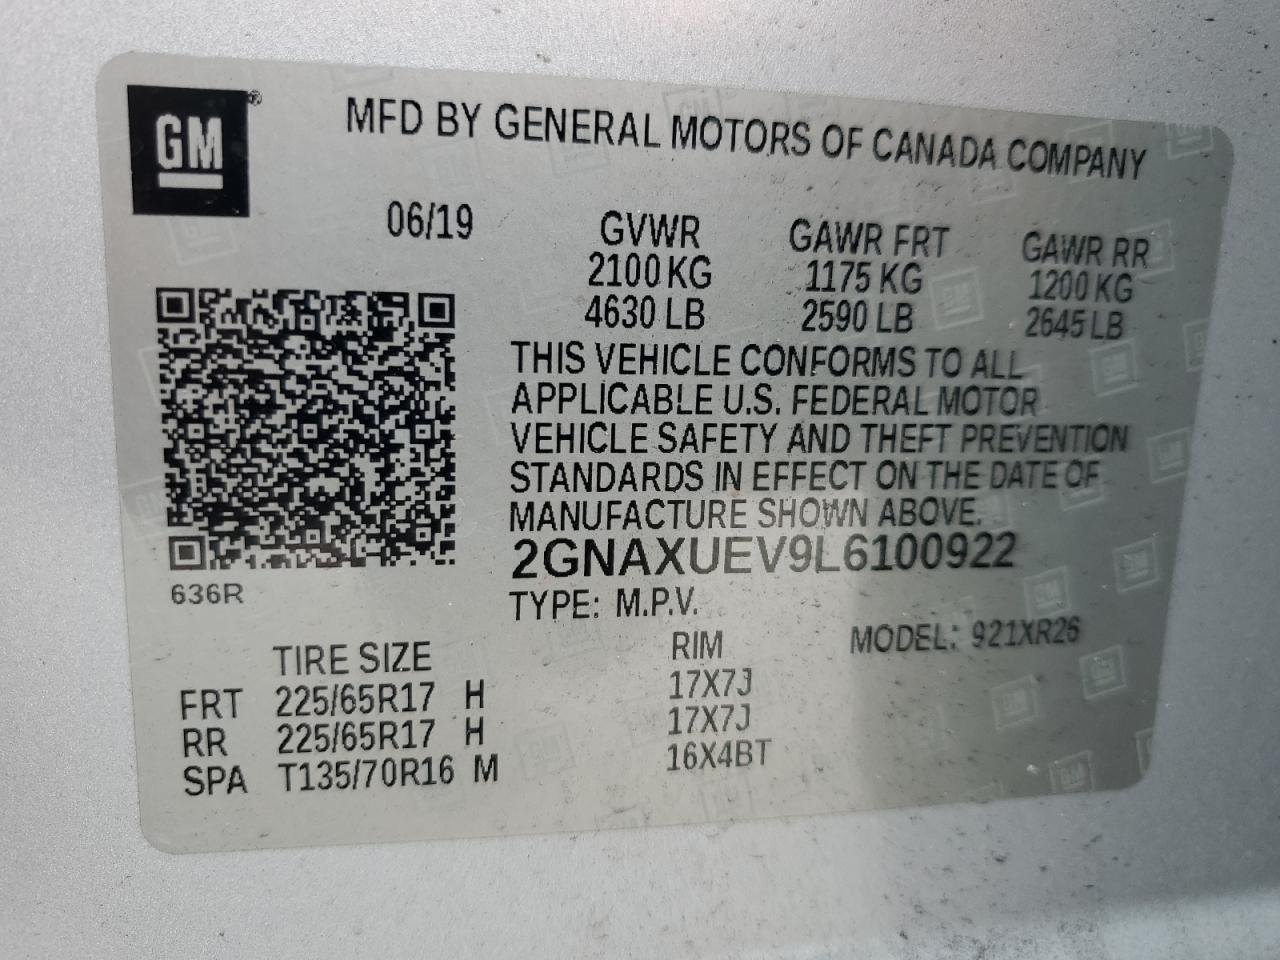 GM®
MFD BY GENERAL MOTORS OF CANADA COMPANY
06/19
GVWR GAWR FRT GAWR RR
2100 KG 1175 KG 1200 KG
4630 LB 2590 LB 2645 LB
THIS VEHICLE CONFORMS TO ALL
APPLICABLE U.S. FEDERAL MOTOR
VEHICLE SAFETY AND THEFT PREVENTION
STANDARDS IN EFFECT ON THE DATE OF
MANUFACTURE SHOWN ABOVE.
2GNAXUEV9L6100922
636R
TYPE: M.P.V. MODEL: 921XR26
TIRE SIZE RIM
FRT 225/65R17 H 17X7J
RR 225/65R17 H 17X7J
SPA T135/70R16 M 16X4BT